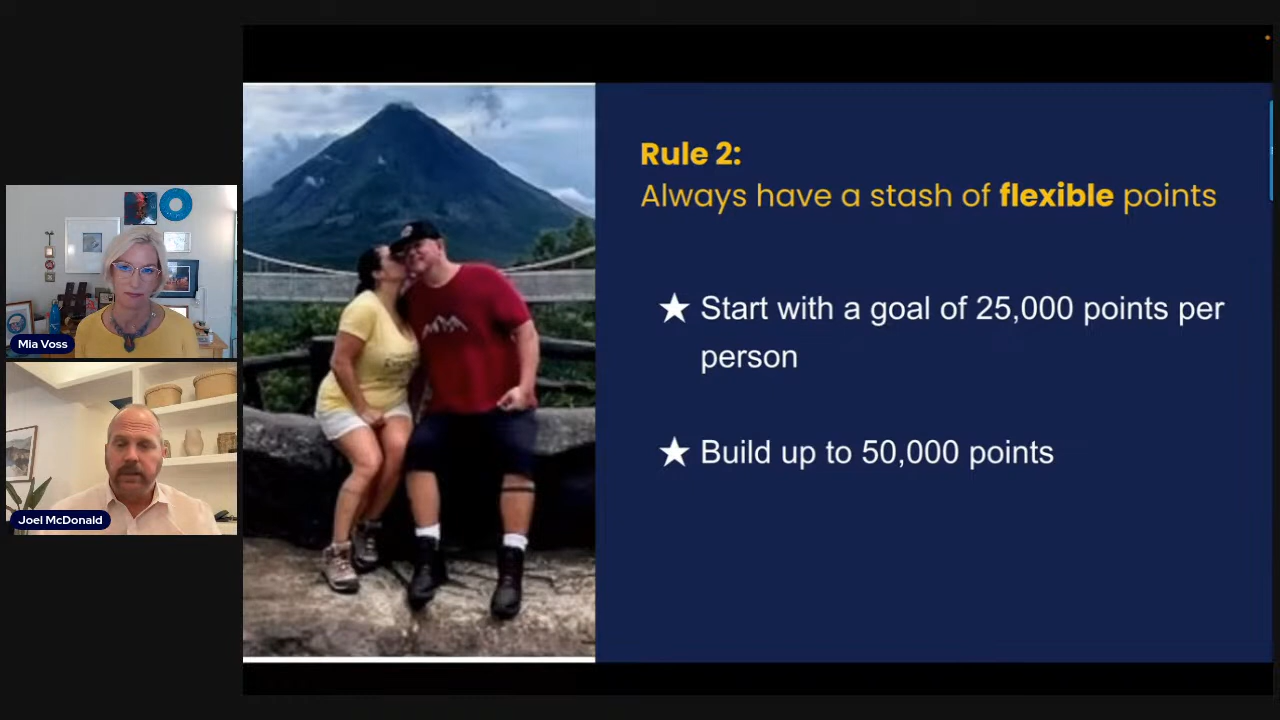 Mia Voss
Joel McDonald
Rule 2:
Always have a stash of flexible points
★ Start with a goal of 25,000 points per
person
★ Build up to 50,000 points